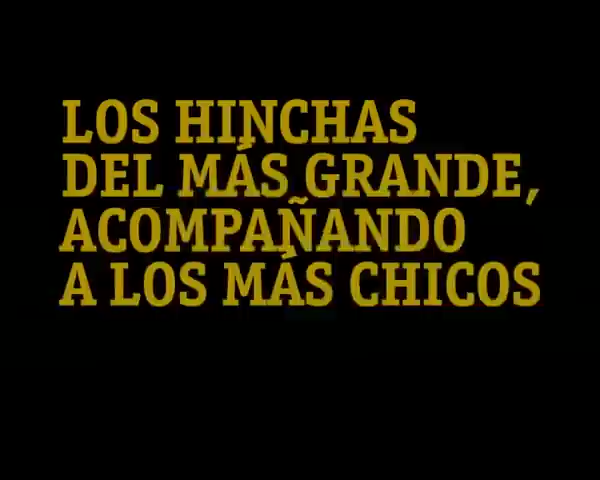 LOS HINCHAS
DEL MÁS GRANDE,
ACOMPAÑANDO
A LOS MÁS CHICOS